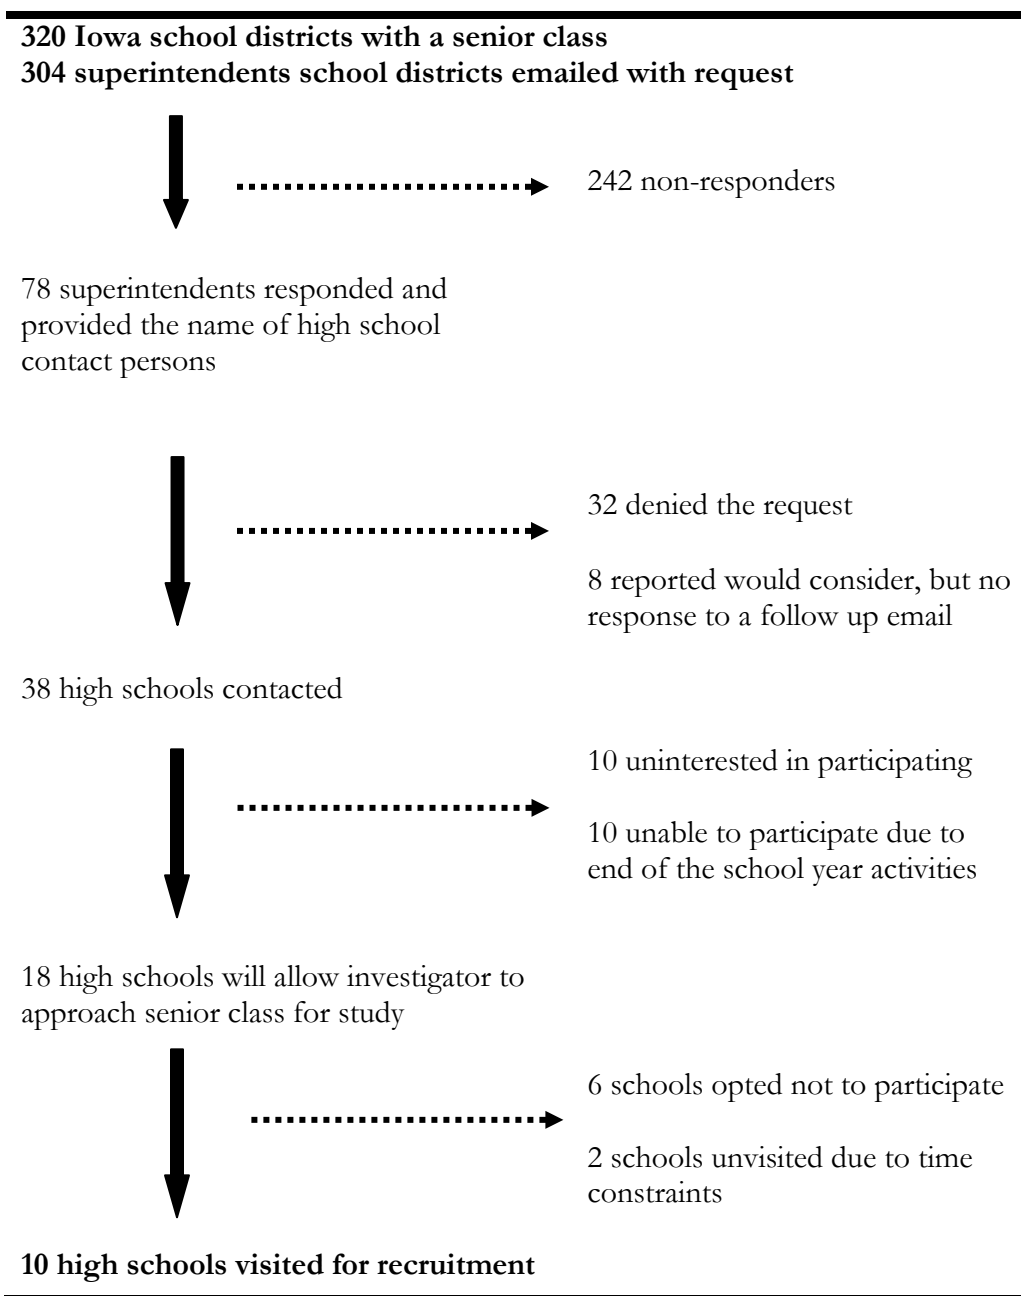 320 Iowa school districts with a senior class
304 superintendents school districts emailed with request
242 non-responders
78 superintendents responded and
provided the name of high school
contact persons
32 denied the request
8 reported would consider, but no
response to a follow up email
38 high schools contacted
10 uninterested in participating
10 unable to participate due to
end of the school year activities
18 high schools will allow investigator to
approach senior class for study
6 schools opted not to participate
2 schools unvisited due to time
constraints
10 high schools visited for recruitment